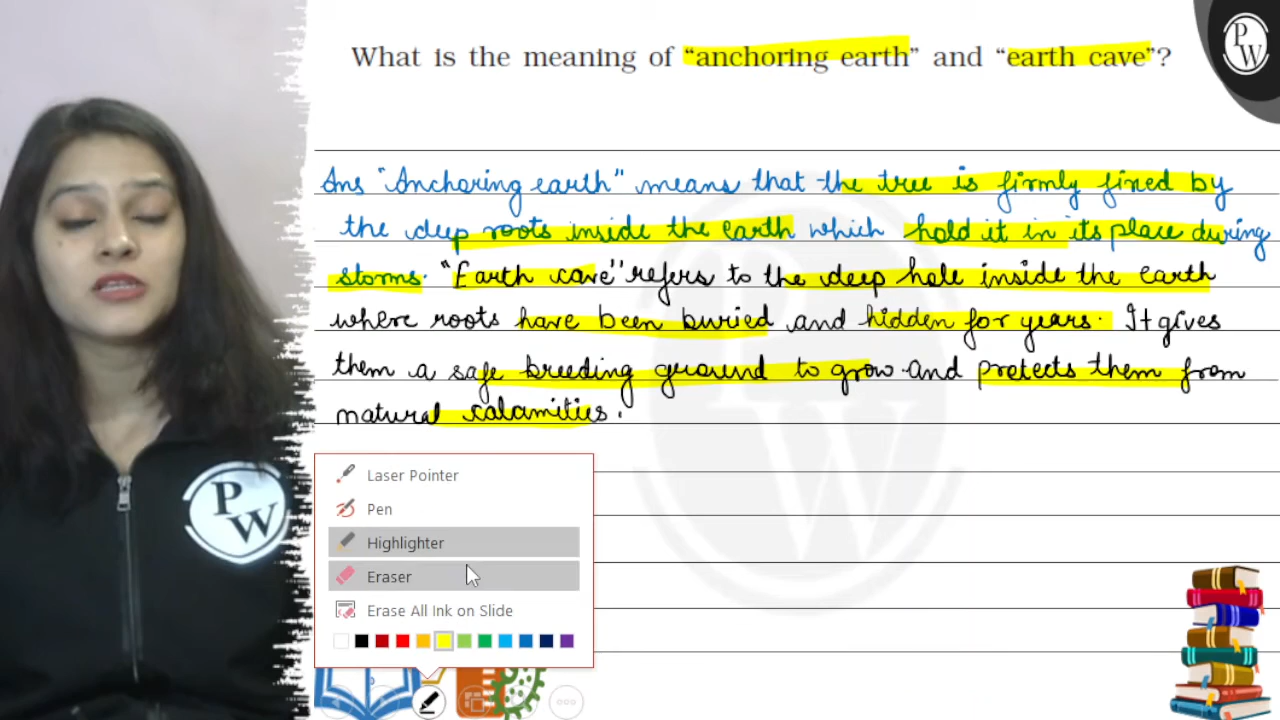 What is the meaning of “anchoring earth” and “earth cave”?
P
W
Ans "Anchoring earth" means that the tree is firmly fixed by
the deep roots inside the earth which hold it in its place during
storms. "Earth cave" refers to the deep hole inside the earth
where roots have been buried and hidden for years. It gives
them a safe breeding ground to grow and protects them from
natural calamities.
P
W
P
W
Laser Pointer
Pen
Highlighter
Eraser
Erase All Ink on Slide